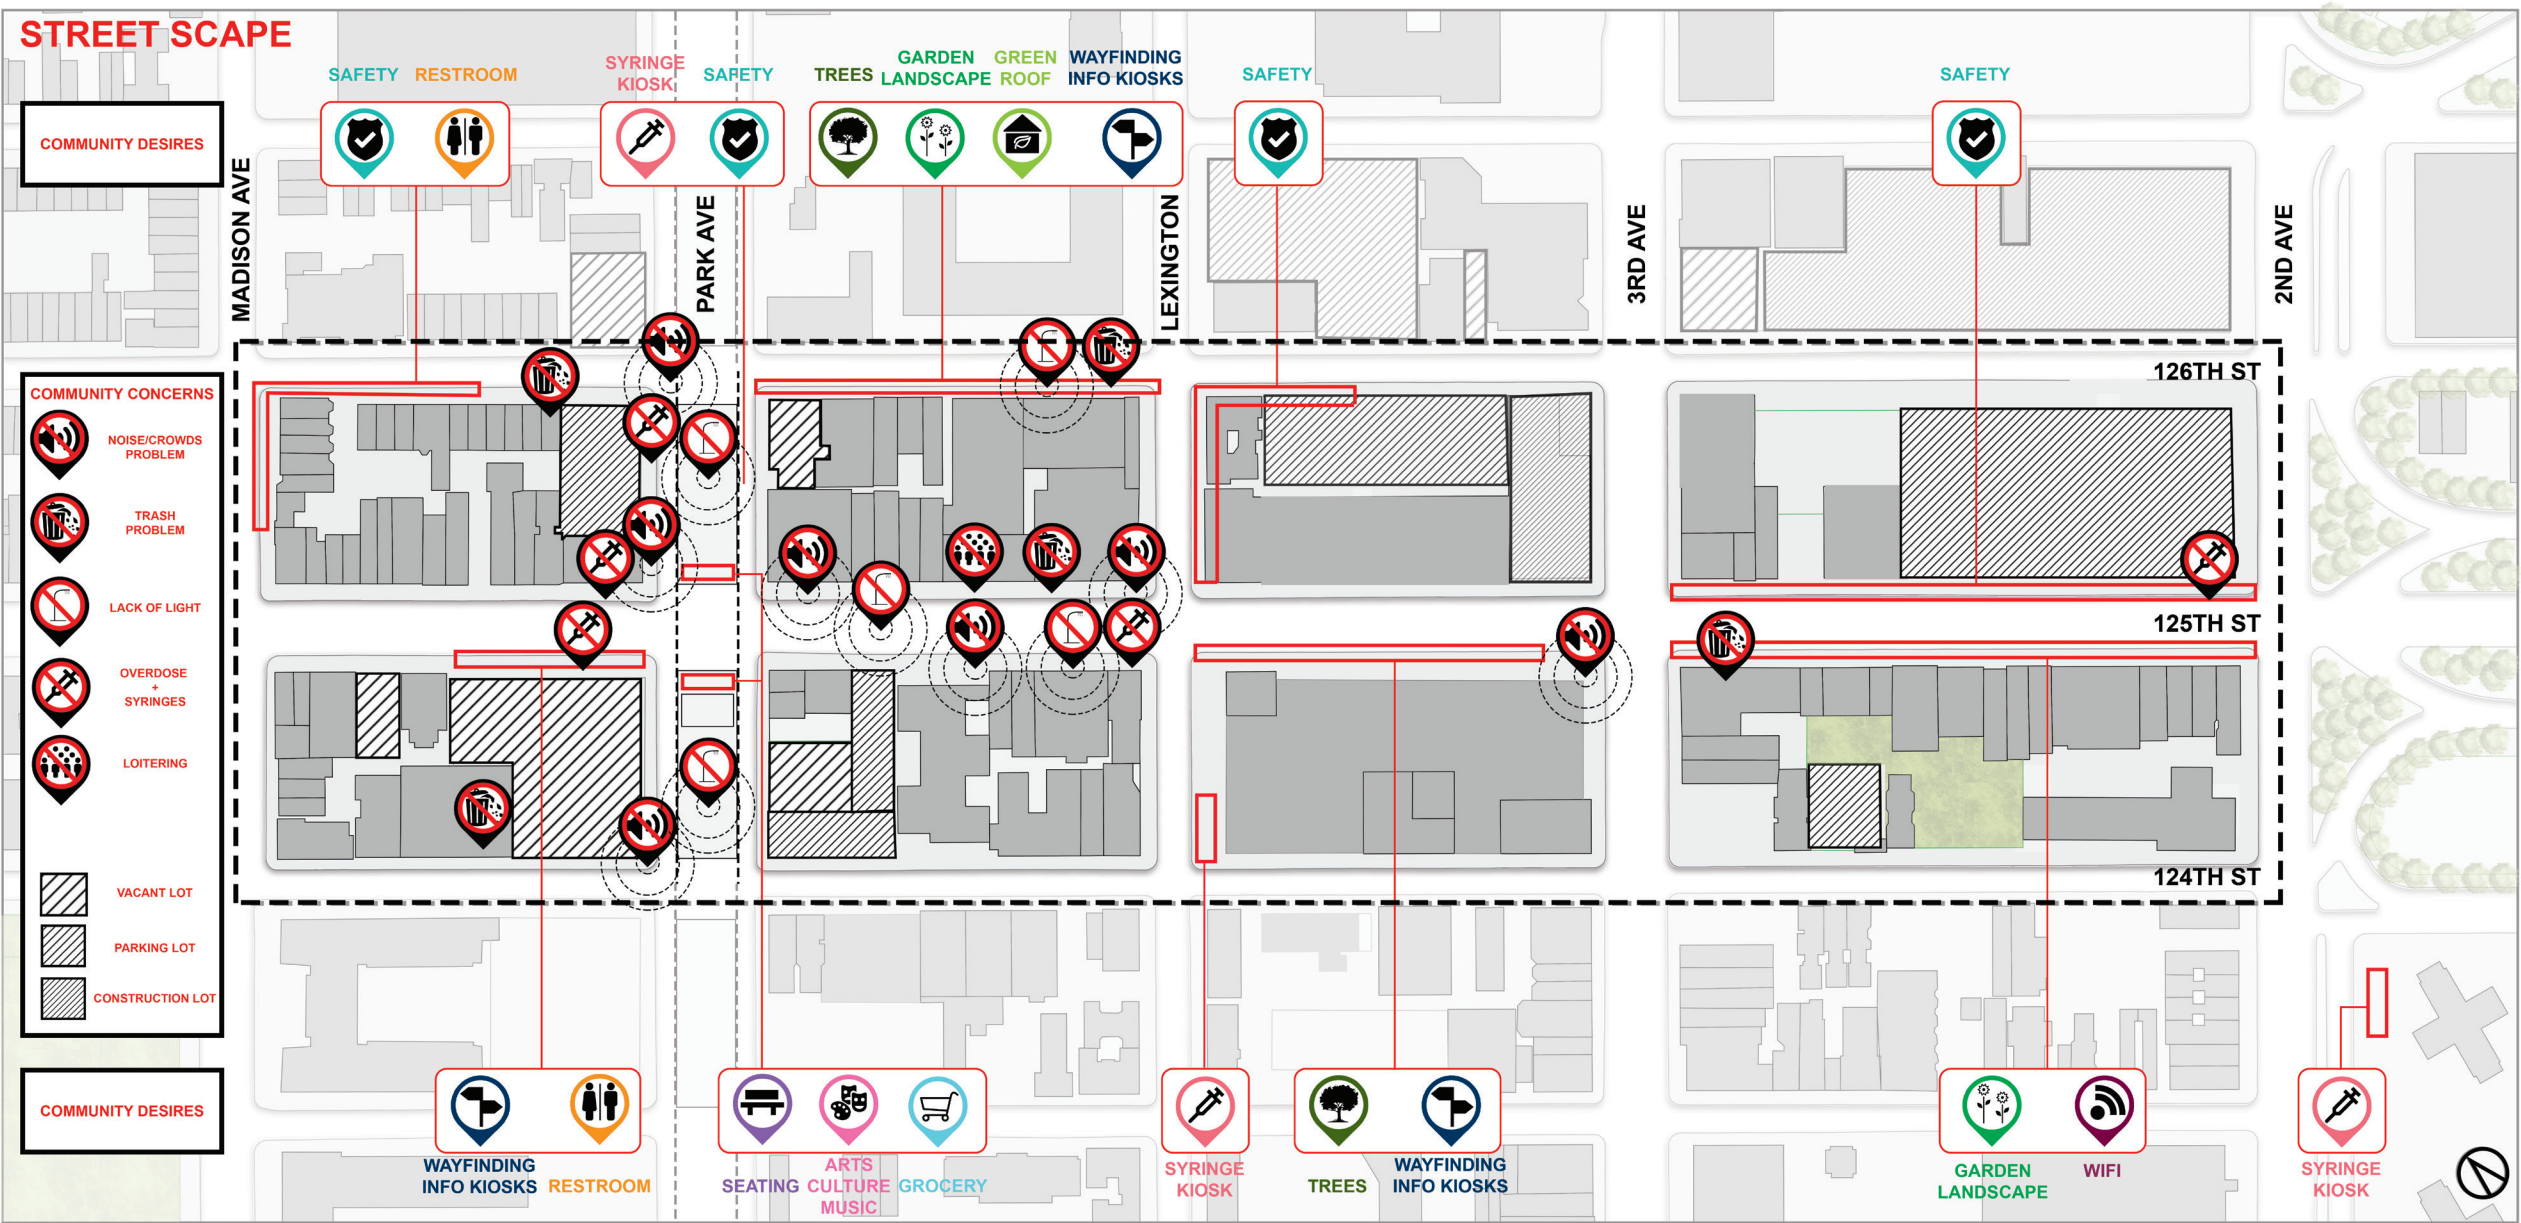 STREET SCAPE
SAFETY
RESTROOM
SYRINGE
KIOSK
SAFETY
TREES
GARDEN
LANDSCAPE
GREEN
ROOF
WAYFINDING
INFO KIOSKS
SAFETY
SAFETY
COMMUNITY DESIRES
MADISON AVE
PARK AVE
LEXINGTON
3RD AVE
2ND AVE
126TH ST
125TH ST
124TH ST
COMMUNITY CONCERNS
NOISE/CROWDS
PROBLEM
TRASH
PROBLEM
LACK OF LIGHT
OVERDOSE
+
SYRINGES
LOITERING
VACANT LOT
PARKING LOT
CONSTRUCTION LOT
COMMUNITY DESIRES
WAYFINDING
INFO KIOSKS
RESTROOM
SEATING
ARTS
CULTURE
MUSIC
GROCERY
SYRINGE
KIOSK
TREES
WAYFINDING
INFO KIOSKS
GARDEN
LANDSCAPE
WIFI
SYRINGE
KIOSK